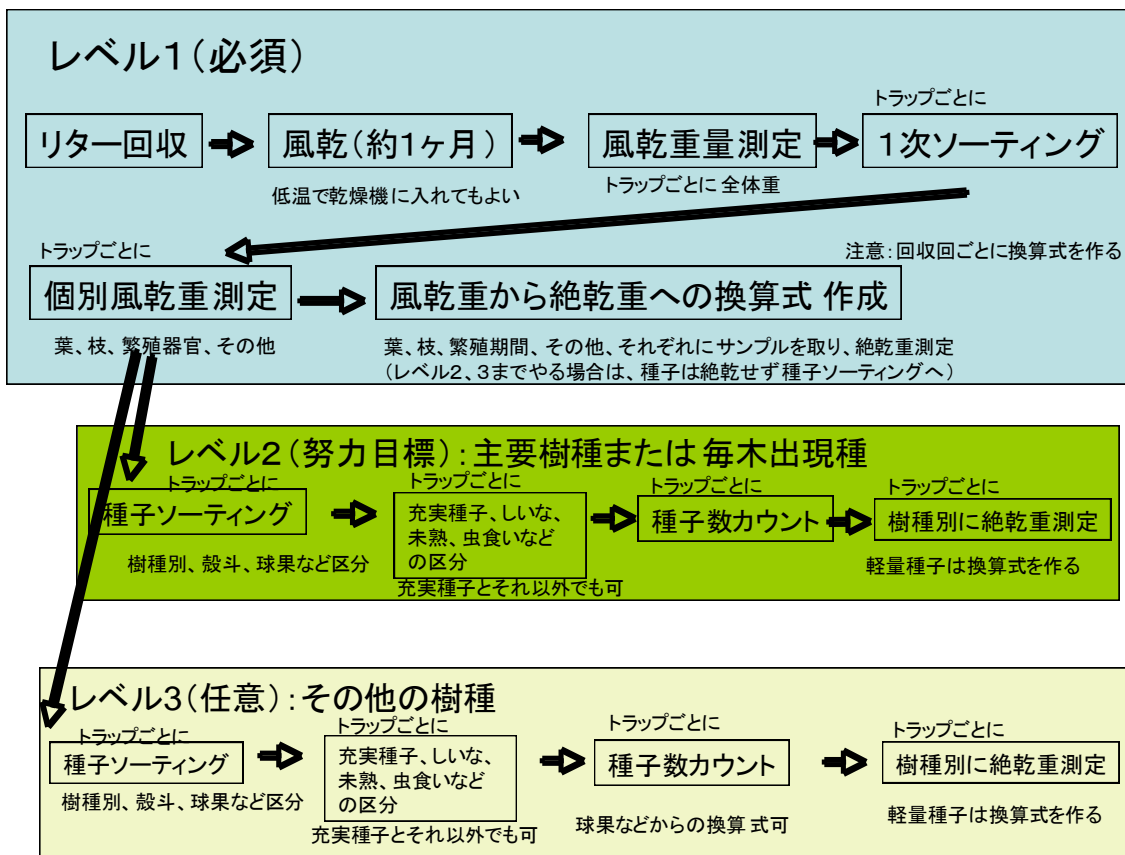 レベル1(必須)
トラップごとに
リター回収
風乾(約1ヶ月)
風乾重量測定
1次ソーティング
低温で乾燥機に入れてもよい
トラップごとに 全体重
トラップごとに
注意:回収回ごとに換算式を作る
個別風乾重測定
風乾重から絶乾重への換算式 作成
葉、枝、繁殖器官、その他
葉、枝、繁殖期間、その他、それぞれにサンプルを取り、絶乾重測定
(レベル2、3までやる場合は、種子は絶乾せず種子ソーティングへ)
レベル2(努力目標):主要樹種または毎木出現種
トラップごとに
種子ソーティング
樹種別、殻斗、球果など区分
トラップごとに
充実種子、しいな、
未熟、虫食いなど
の区分
充実種子とそれ以外でも可
トラップごとに
種子数カウント
トラップごとに
樹種別に絶乾重測定
軽量種子は換算式を作る
レベル3(任意):その他の樹種
トラップごとに
種子ソーティング
樹種別、殻斗、球果など区分
トラップごとに
充実種子、しいな、
未熟、虫食いなど
の区分
充実種子とそれ以外でも可
トラップごとに
種子数カウント
球果などからの換算式可
トラップごとに
樹種別に絶乾重測定
軽量種子は換算式を作る